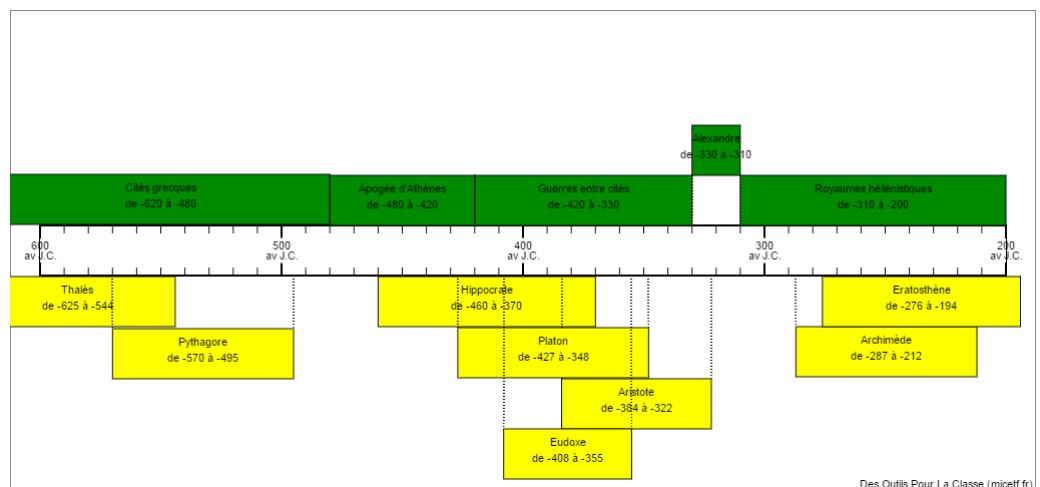 Alexandre
de -330 à -310
Cités grecques
de -620 à -480
Apogée d'Athènes
de -480 à -420
Guerres entre cités
de -420 à -330
Royaumes héllénistiques
de -310 à -200
600
av J.C.
500
av J.C.
400
av J.C.
300
av J.C.
200
av J.C.
Thalès
de -625 à -544
Hippocrate
de -460 à -370
Eratosthène
de -276 à -194
Pythagore
de -570 à -495
Platon
de -427 à -348
Archimède
de -287 à -212
Aristote
de -384 à -322
Eudoxe
de -408 à -355
Des Outils Pour La Classe (micetf.fr)